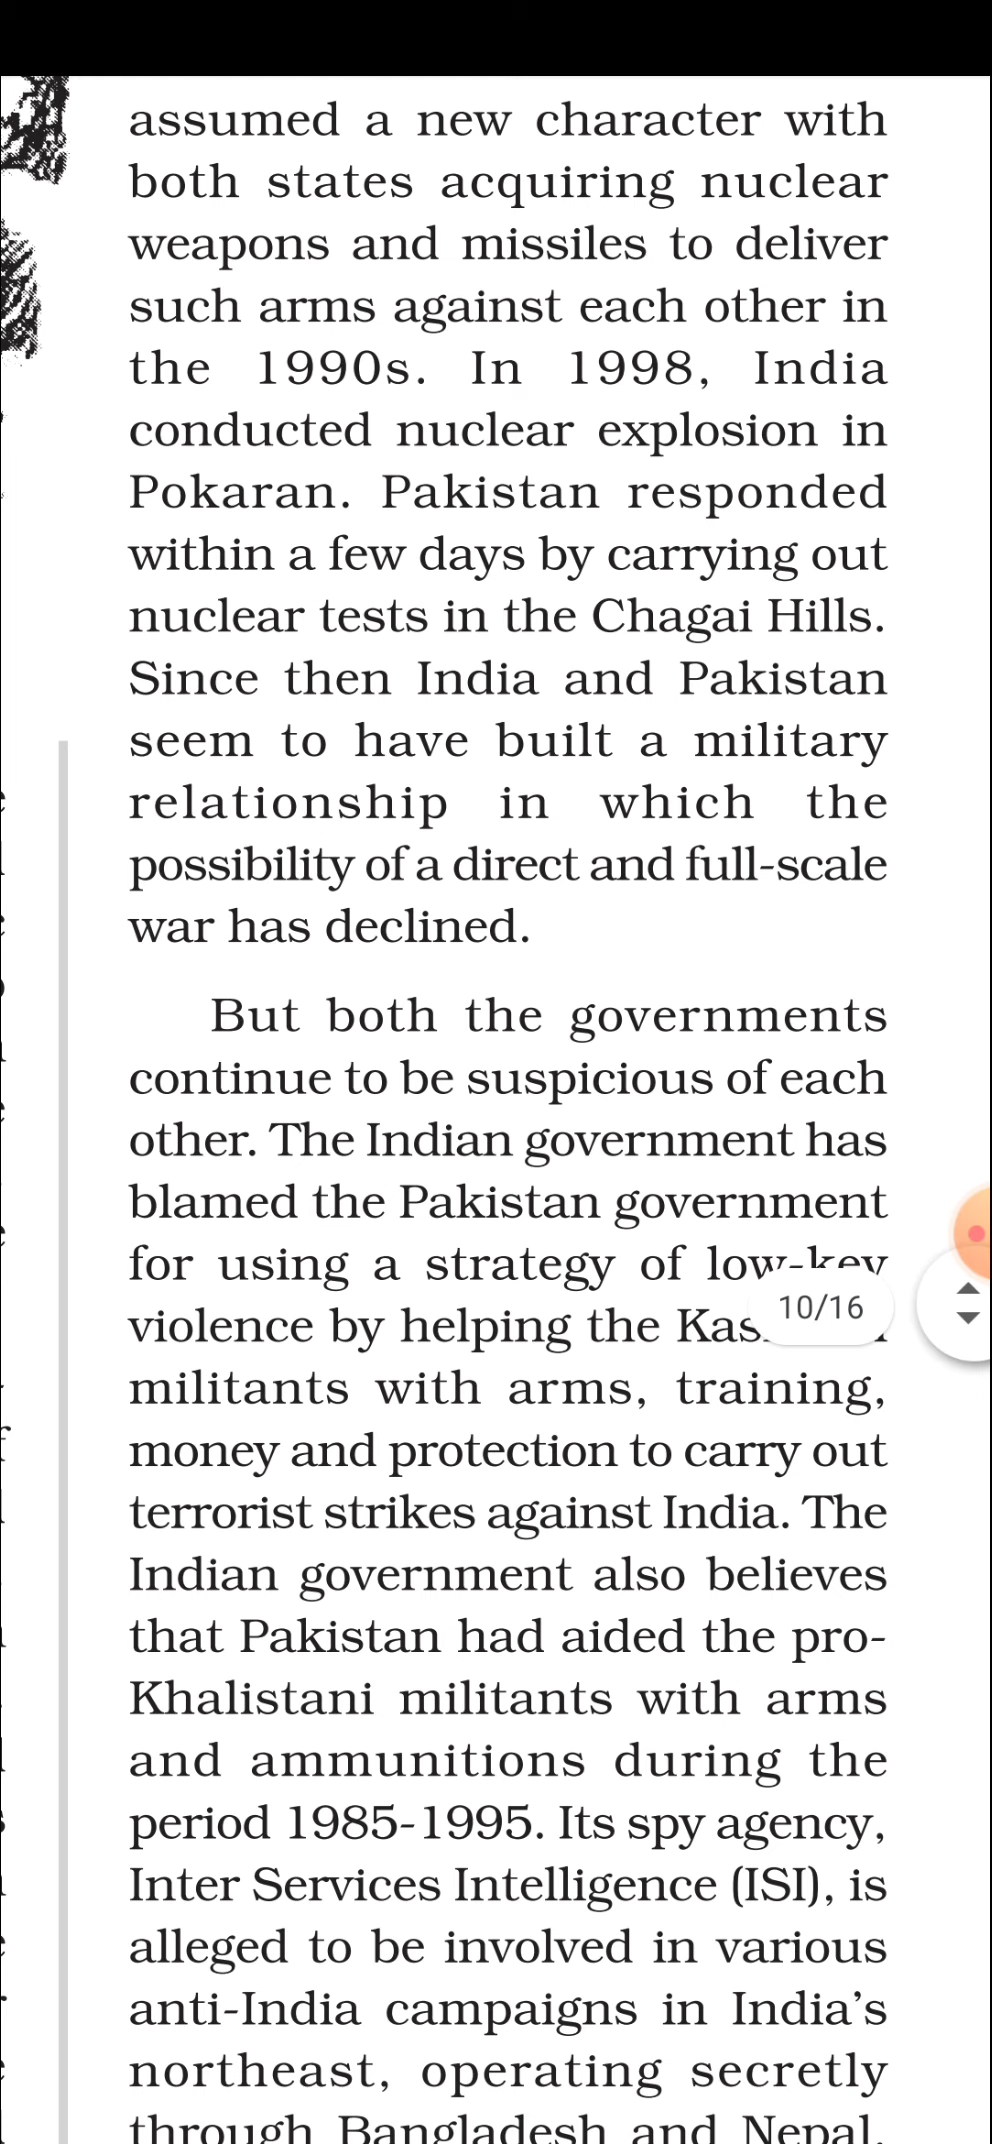 assumed a new character with
both states acquiring nuclear
weapons and missiles to deliver
such arms against each other in
the 1990s. In 1998, India
conducted nuclear explosion in
Pokaran. Pakistan responded
within a few days by carrying out
nuclear tests in the Chagai Hills.
Since then India and Pakistan
seem to have built a military
relationship in which the
possibility of a direct and full-scale
war has declined.
But both the governments
continue to be suspicious of each
other. The Indian government has
blamed the Pakistan government
for using a strategy of low-key
violence by helping the
10/16
militants with arms, training,
money and protection to carry out
terrorist strikes against India. The
Indian government also believes
that Pakistan had aided the pro-
Khalistani militants with arms
and ammunitions during the
period 1985-1995. Its spy agency,
Inter Services Intelligence (ISI), is
alleged to be involved in various
anti-India campaigns in India's
northeast, operating secretly
through Bangladesh and Nepal.